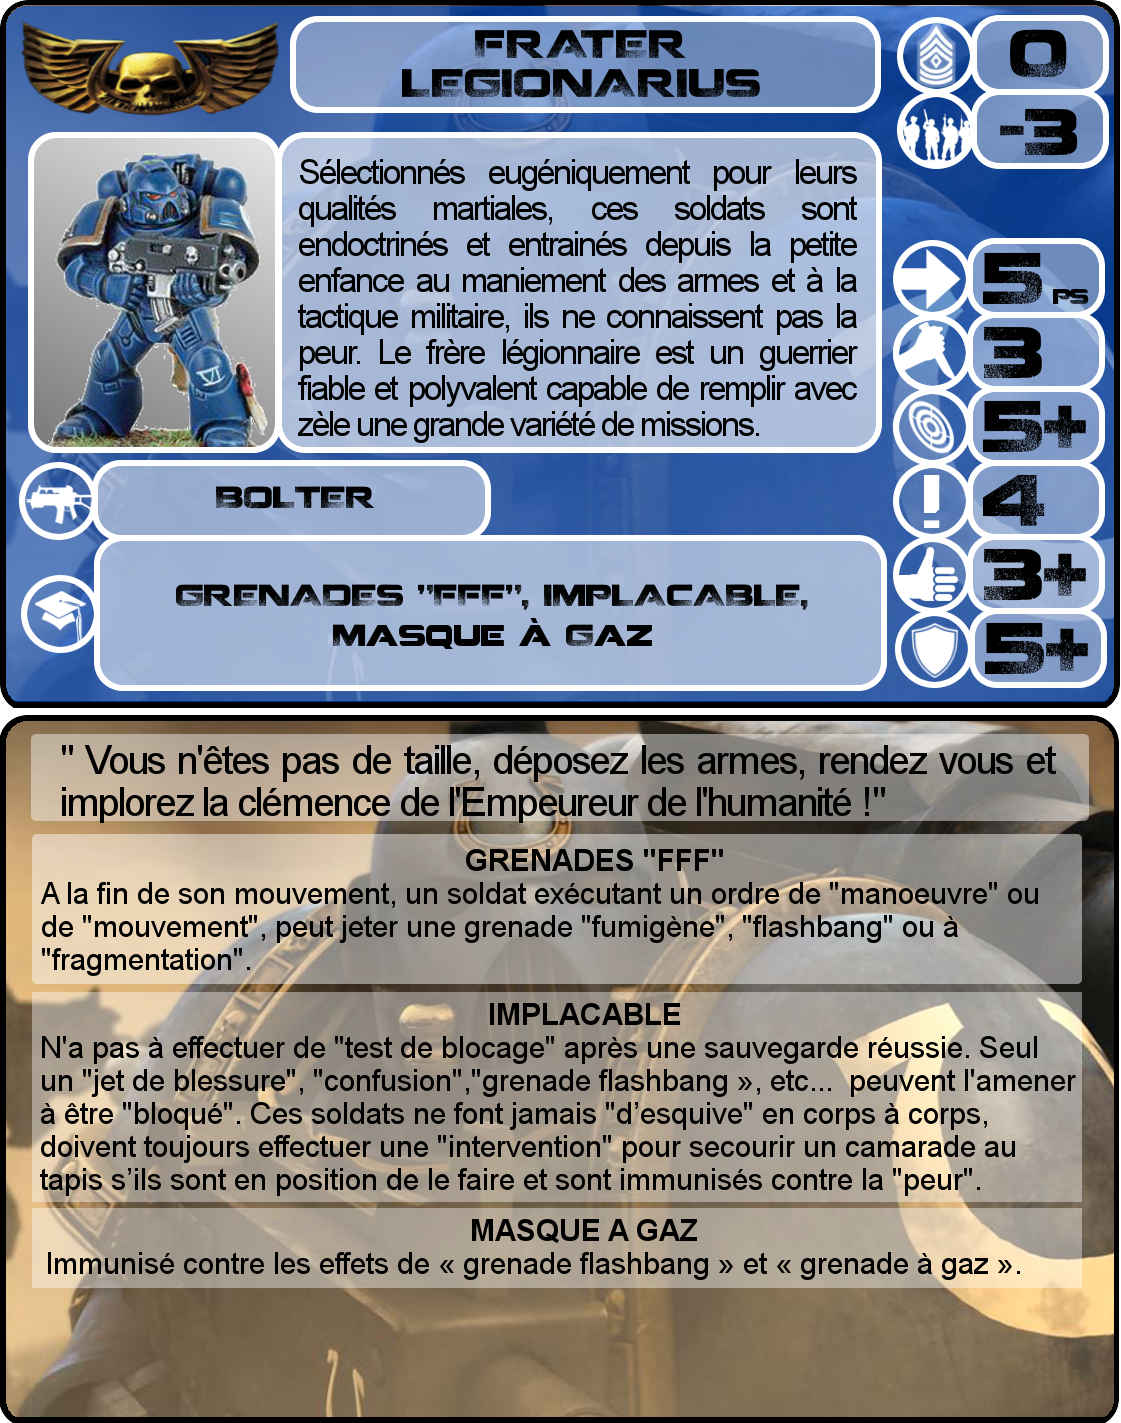 FRATER
LEGIONARIUS
0
-3
Sélectionnés eugéniquement pour leurs
qualités martiales, ces soldats sont
endoctrinés et entrainés depuis la petite
enfance au maniement des armes et à la
tactique militaire, ils ne connaissent pas la
peur. Le frère légionnaire est un guerrier
fiable et polyvalent capable de remplir avec
zèle une grande variété de missions.
5 PS
3
5+
4
3+
5+
VI
BOLTER
GRENADES "FFF", IMPLACABLE,
MASQUE À GAZ
" Vous n'êtes pas de taille, déposez les armes, rendez vous et
implorez la clémence de l'Empeureur de l'humanité !"
GRENADES "FFF"
A la fin de son mouvement, un soldat exécutant un ordre de "manoeuvre" ou
de "mouvement", peut jeter une grenade "fumigène", "flashbang" ou à
"fragmentation".
IMPLACABLE
N'a pas à effectuer de "test de blocage" après une sauvegarde réussie. Seul
un "jet de blessure", "confusion","grenade flashbang », etc... peuvent l'amener
à être "bloqué". Ces soldats ne font jamais "d’esquive" en corps à corps,
doivent toujours effectuer une "intervention" pour secourir un camarade au
tapis s’ils sont en position de le faire et sont immunisés contre la "peur".
MASQUE A GAZ
Immunisé contre les effets de « grenade flashbang » et « grenade à gaz ».